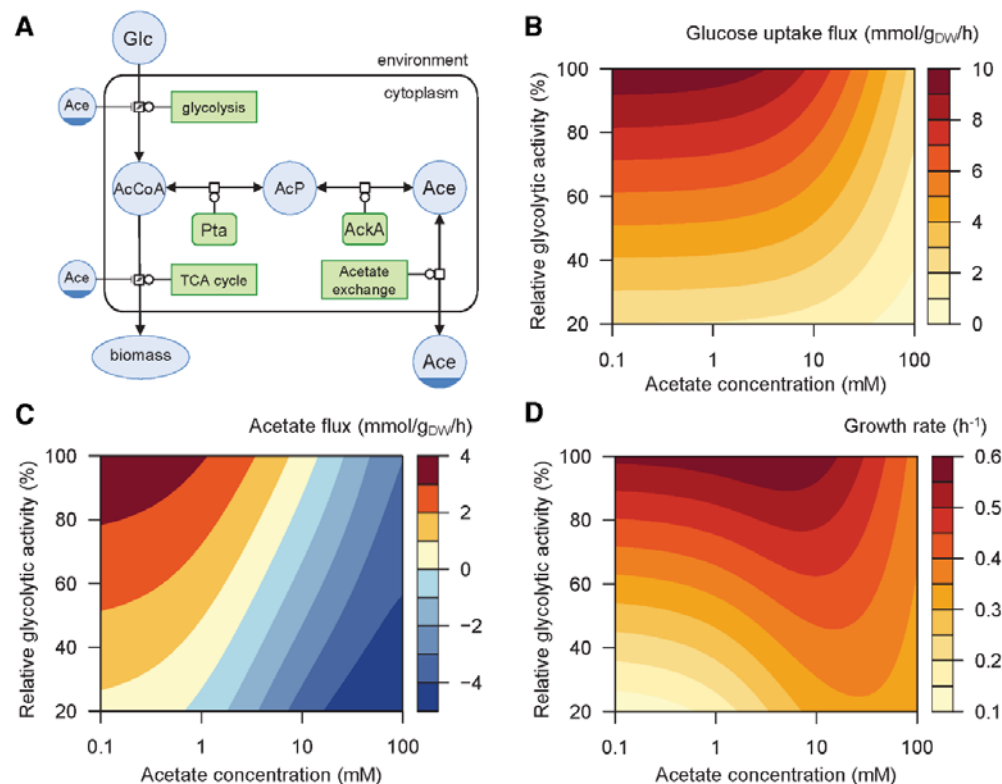 A
Glc
environment
cytoplasm
Ace
glycolysis
AcCoA
AcP
Ace
Pta
AckA
Ace
TCA cycle
Acetate
exchange
biomass
Ace
B
Glucose uptake flux (mmol/gDW/h)
Relative glycolytic activity (%)
100
80
60
40
20
0.1
1
10
100
Acetate concentration (mM)
10
8
6
4
2
0
C
Acetate flux (mmol/gDW/h)
Relative glycolytic activity (%)
100
80
60
40
20
0.1
1
10
100
Acetate concentration (mM)
4
2
0
−2
−4
D
Growth rate (h⁻¹)
Relative glycolytic activity (%)
100
80
60
40
20
0.1
1
10
100
Acetate concentration (mM)
0.6
0.5
0.4
0.3
0.2
0.1